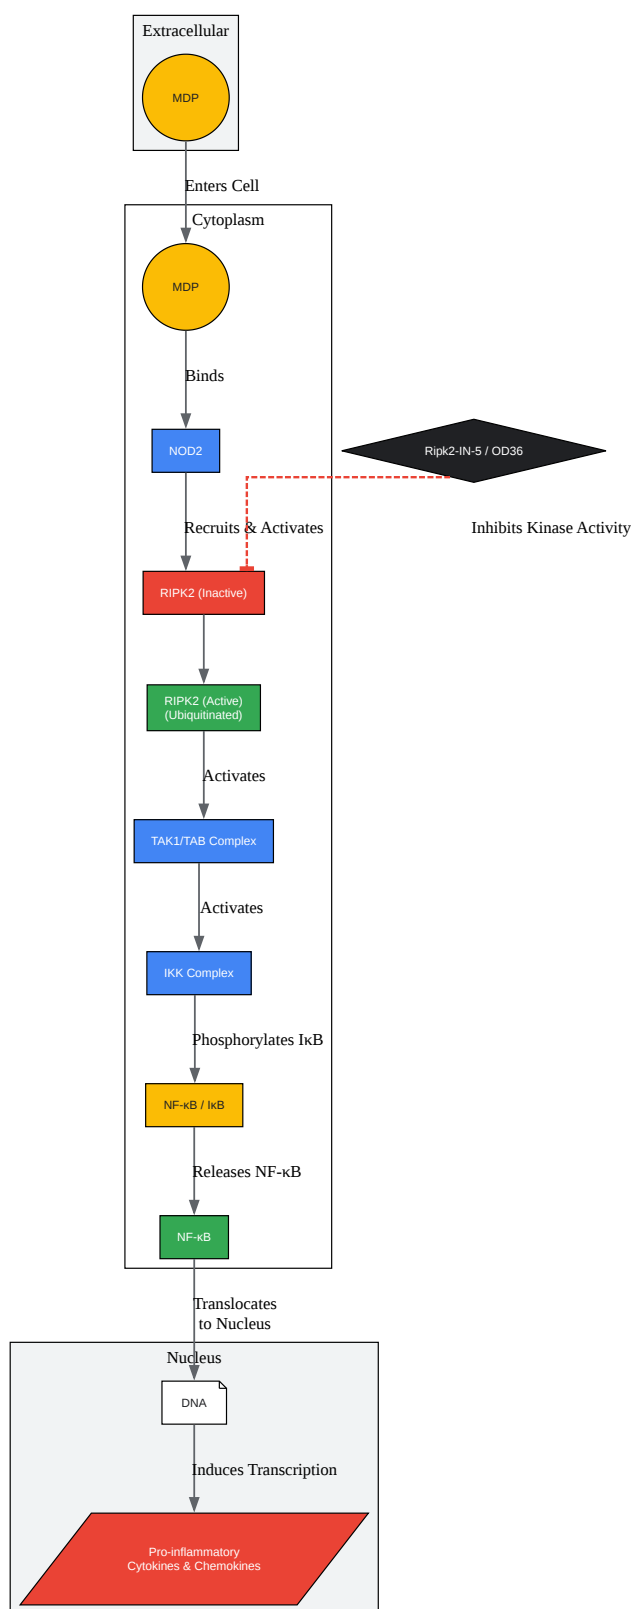 Extracellular
MDP
Enters Cell
Cytoplasm
MDP
Binds
NOD2
Ripk2-IN-5 / OD36
Recruits & Activates
Inhibits Kinase Activity
RIPK2 (Inactive)
RIPK2 (Active)
(Ubiquitinated)
Activates
TAK1/TAB Complex
Activates
IKK Complex
Phosphorylates IκB
NF-κB / IκB
Releases NF-κB
NF-κB
Translocates
to Nucleus
Nucleus
DNA
Induces Transcription
Pro-inflammatory
Cytokines & Chemokines